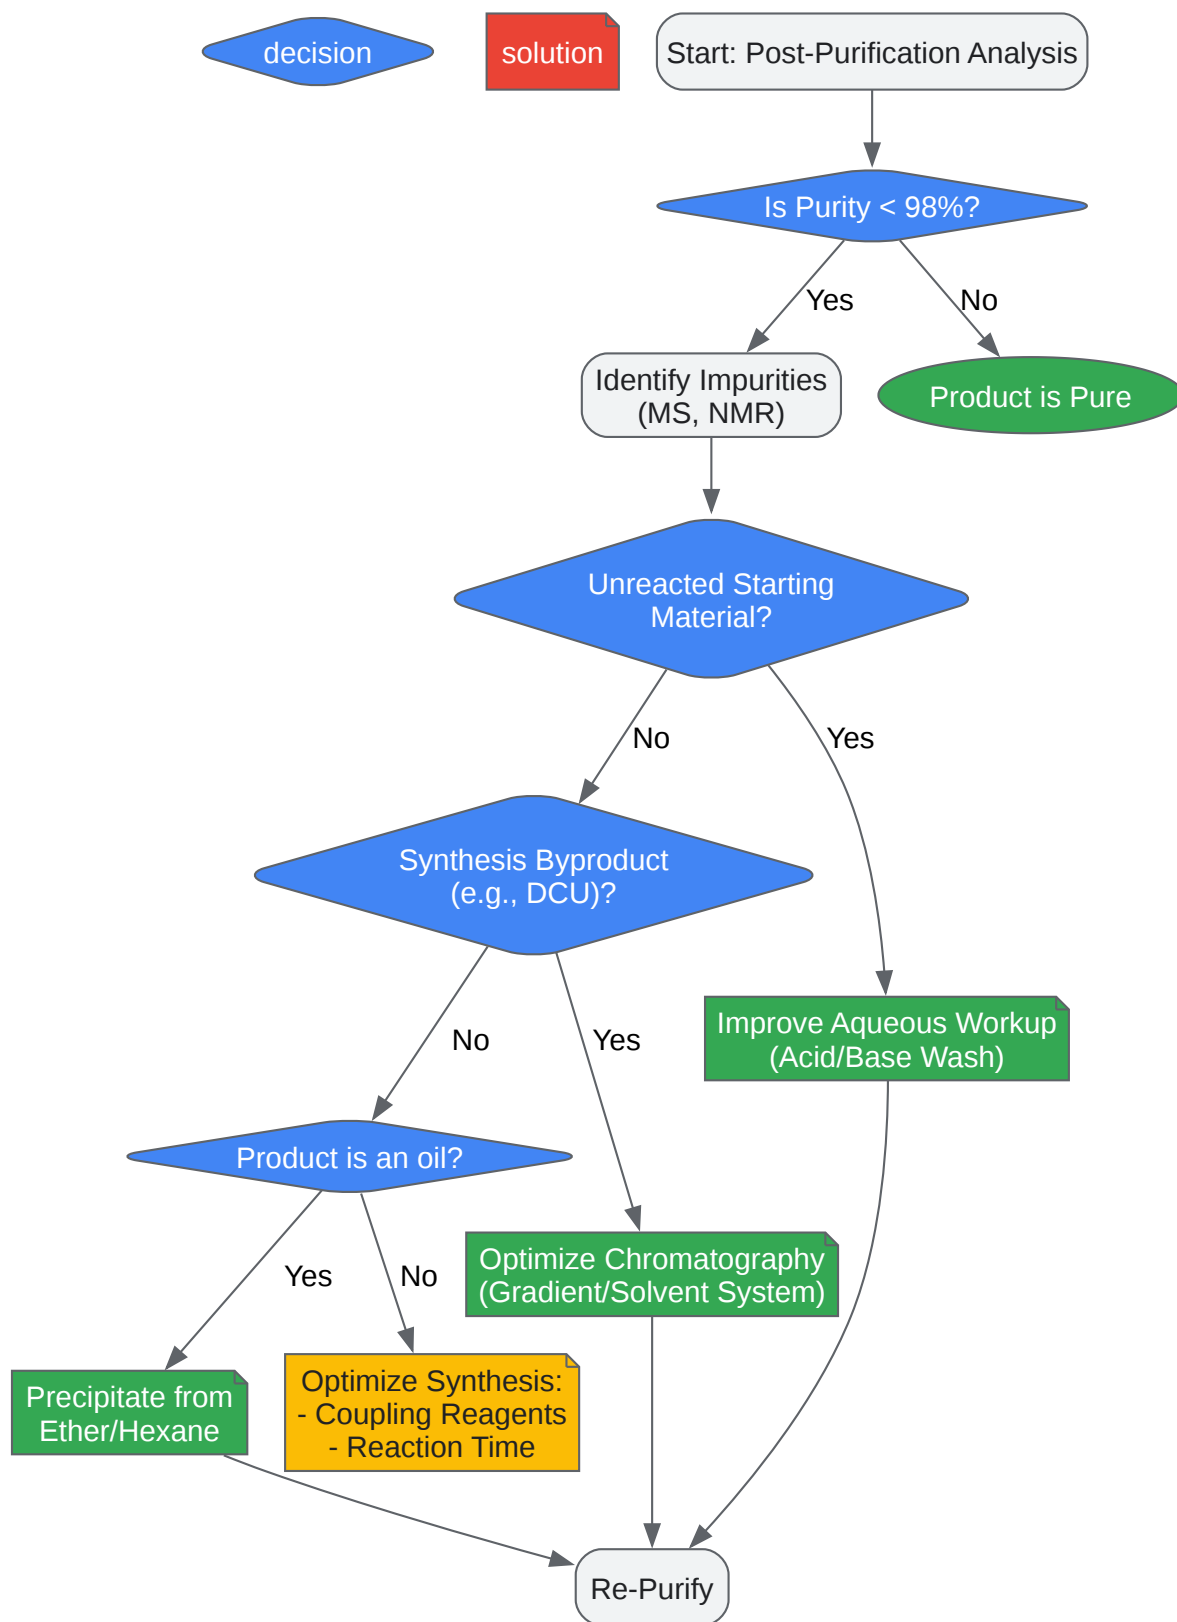 decision
solution
Start: Post-Purification Analysis
Is Purity < 98%?
Yes
No
Identify Impurities
(MS, NMR)
Product is Pure
Unreacted Starting
Material?
No
Yes
Synthesis Byproduct
(e.g., DCU)?
Improve Aqueous Workup
(Acid/Base Wash)
No
Yes
Product is an oil?
Optimize Chromatography
(Gradient/Solvent System)
Yes
No
Precipitate from
Ether/Hexane
Optimize Synthesis:
- Coupling Reagents
- Reaction Time
Re-Purify